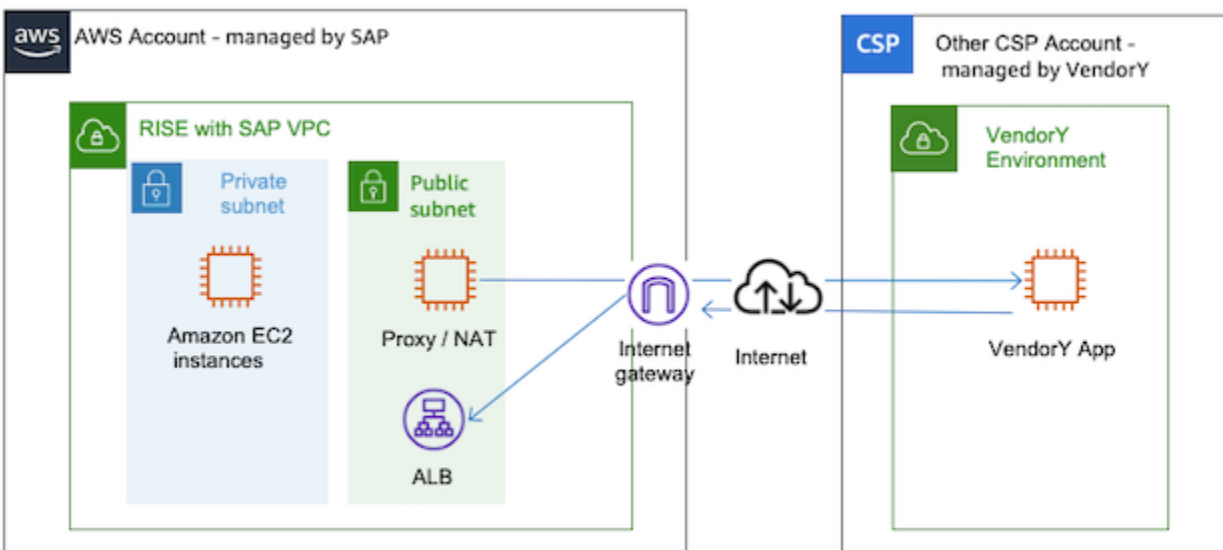 aws
AWS Account - managed by SAP
RISE with SAP VPC
Private
subnet
Amazon EC2
instances
Public
subnet
Proxy / NAT
ALB
Internet
gateway
Internet
CSP
Other CSP Account -
managed by VendorY
VendorY
Environment
VendorY App